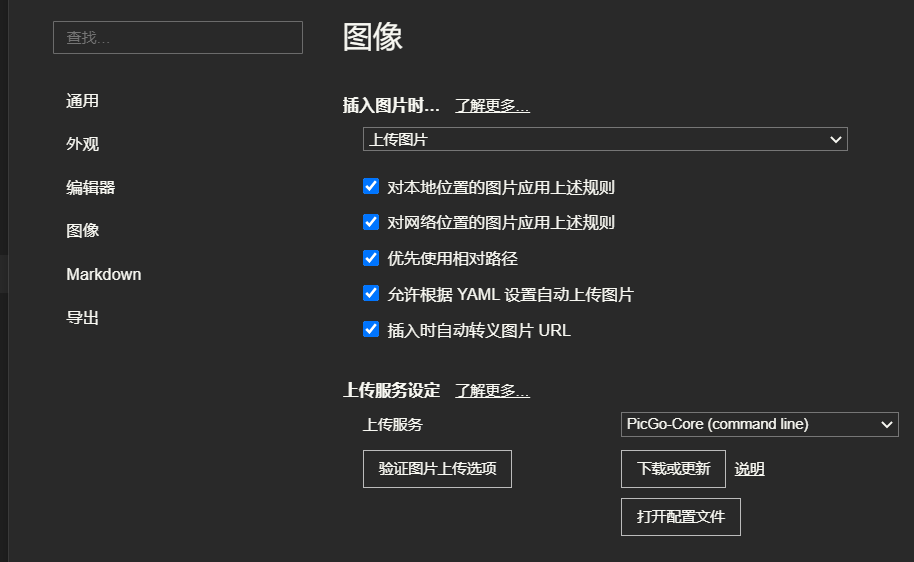 查找...
通用
外观
编辑器
图像
Markdown
导出
图像
插入图片时... 了解更多...
上传图片
对本地位置的图片应用上述规则
对网络位置的图片应用上述规则
优先使用相对路径
允许根据 YAML 设置自动上传图片
插入时自动转义图片 URL
上传服务设定 了解更多...
上传服务 PicGo-Core (command line)
验证图片上传选项 下载或更新 说明
打开配置文件